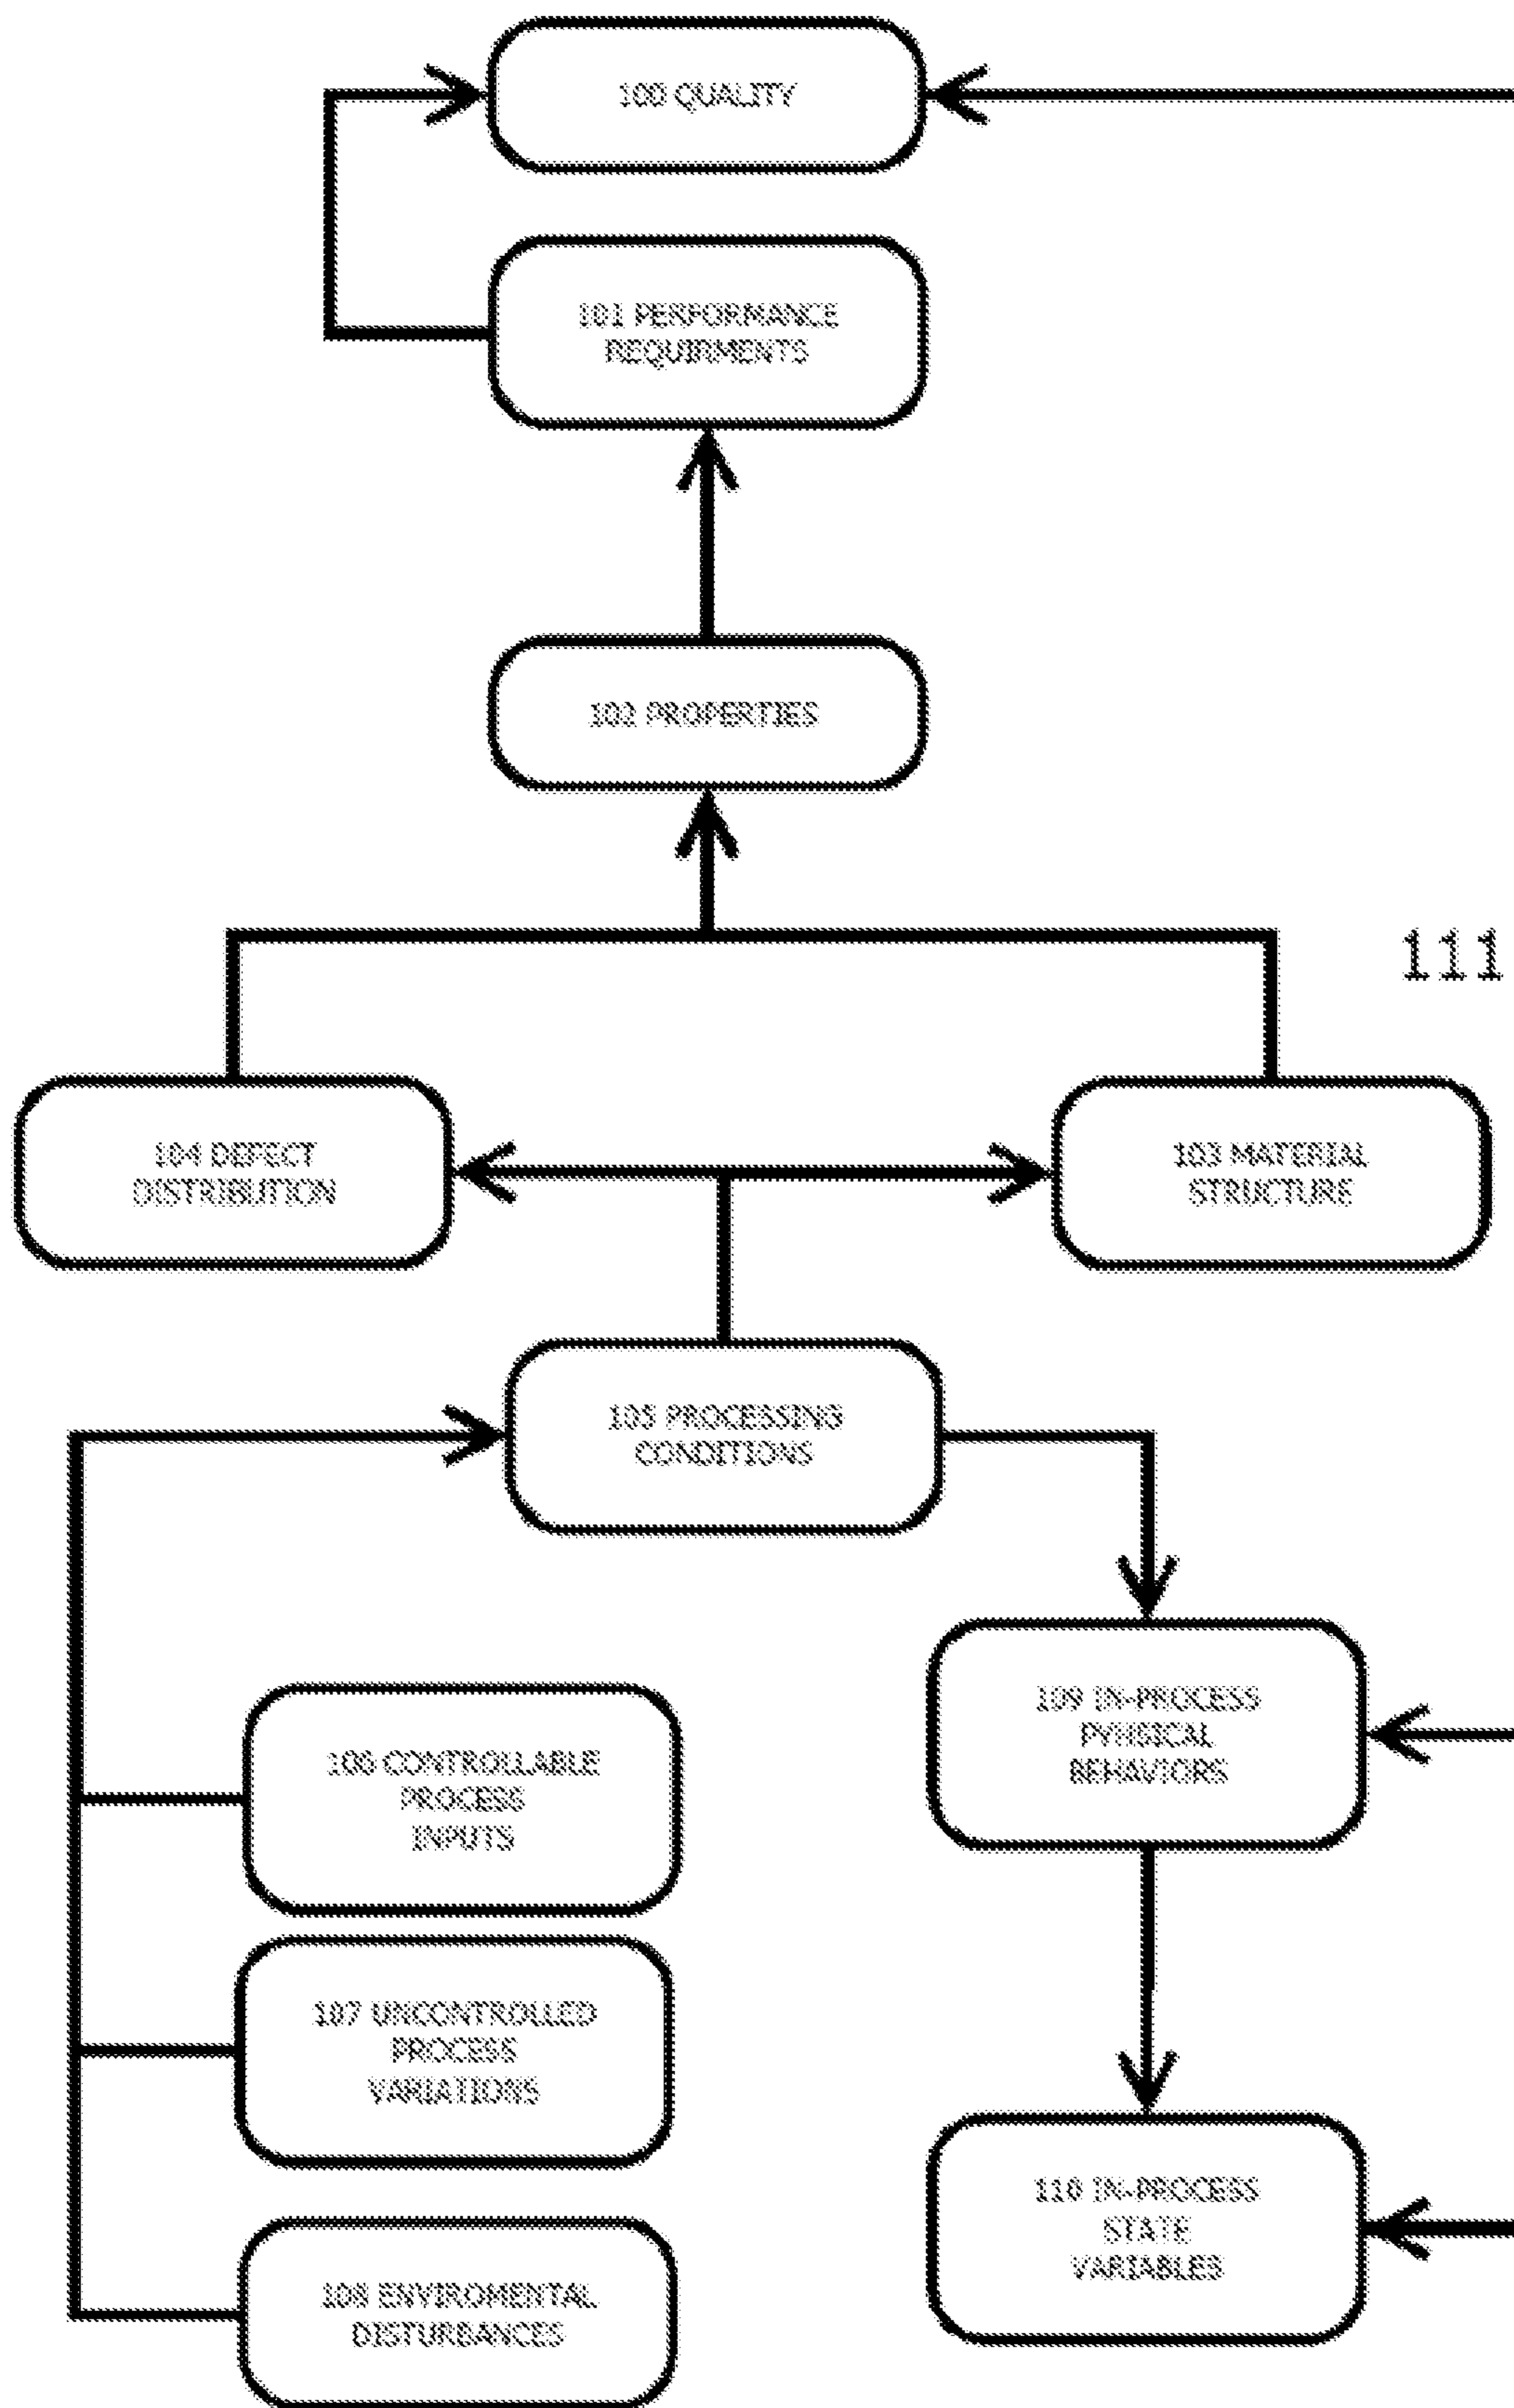 100 QUALITY
101 PERFORMANCE
REQUIRMENTS
102 PROPERTIES
111
104 DEFECT
DISTRIBUTION
103 MATERIAL
STRUCTURE
105 PROCESSING
CONDITIONS
109 IN-PROCESS
PYHSICAL
BEHAVIORS
106 CONTROLLABLE
PROCESS
INPUTS
107 UNCONTROLLED
PROCESS
VARIATIONS
110 IN-PROCESS
STATE
VARIABLES
108 ENVIROMENTAL
DISTURBANCES